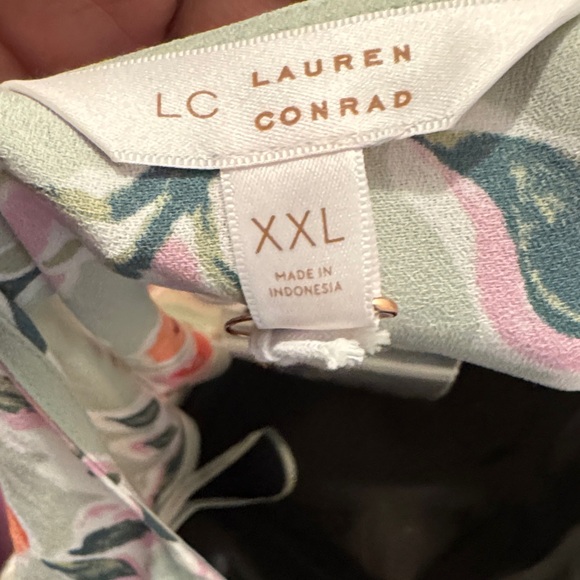 LC LAUREN
CONRAD
XXL
MADE IN
INDONESIA